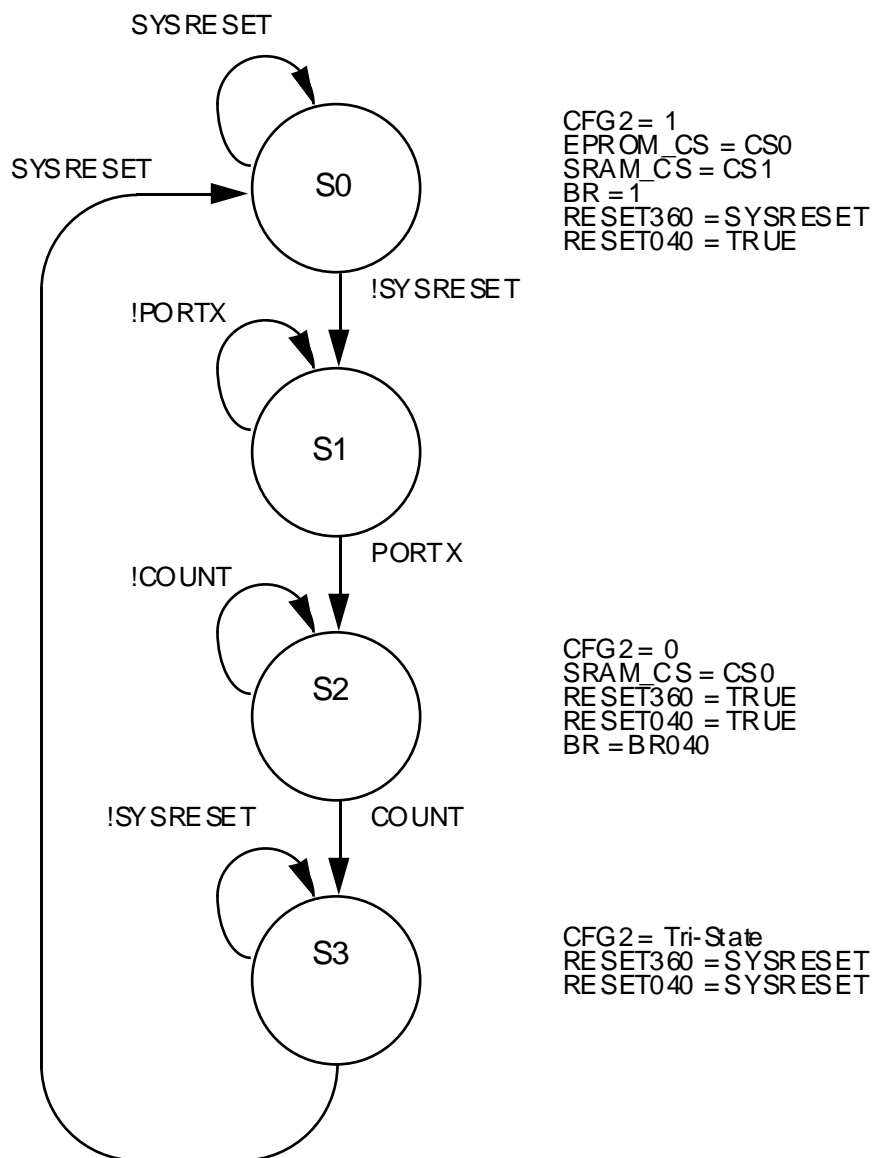 SYSRESET
SYSRESET
S0
CFG2 = 1
EPROM_CS = CS0
SRAM_CS = CS1
BR = 1
RESET360 = SYSRESET
RESET040 = TRUE
!SYSRESET
!PORTX
S1
PORTX
!COUNT
S2
CFG2 = 0
SRAM_CS = CS0
RESET360 = TRUE
RESET040 = TRUE
BR = BR040
!SYSRESET
COUNT
S3
CFG2 = Tri-State
RESET360 = SYSRESET
RESET040 = SYSRESET